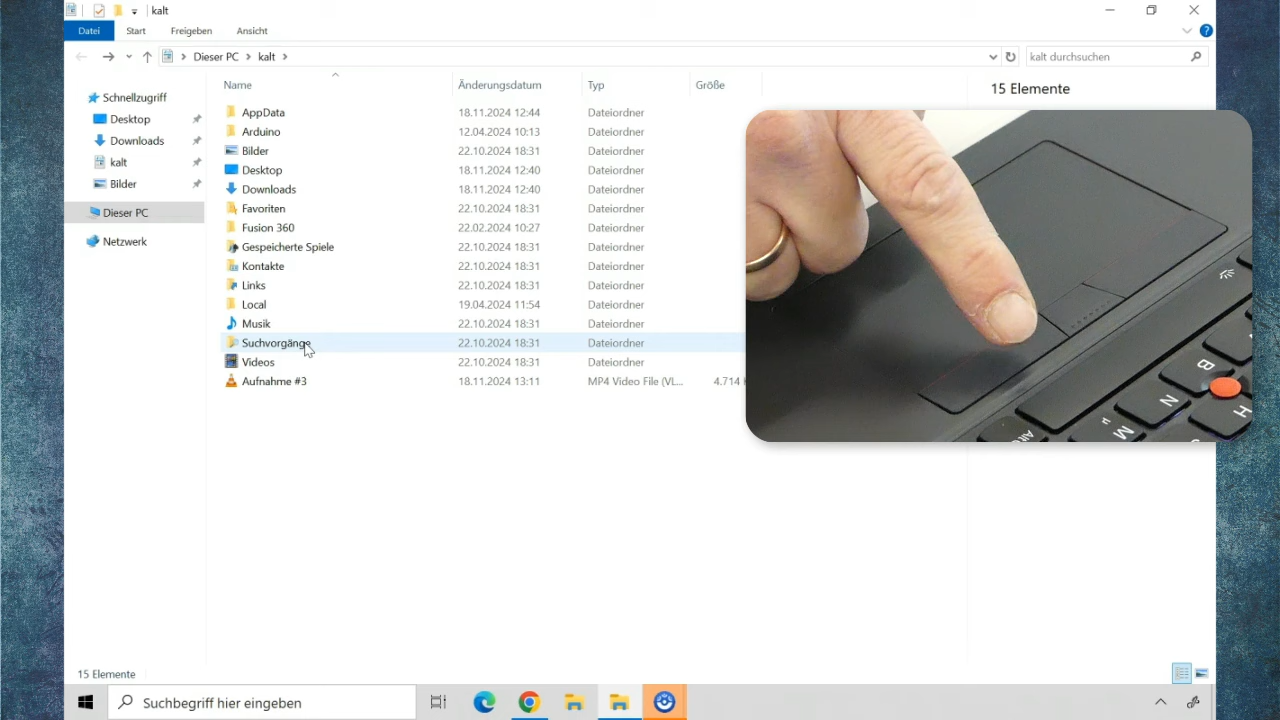 kalt
Datei Start Freigeben Ansicht
Dieser PC kalt
kalt durchsuchen
Name Änderungsdatum Typ Größe
15 Elemente
Schnellzugriff
Desktop
Downloads
kalt
Bilder
Dieser PC
Netzwerk
AppData 18.11.2024 12:44 Dateiordner
Arduino 12.04.2024 10:13 Dateiordner
Bilder 22.10.2024 18:31 Dateiordner
Desktop 18.11.2024 12:40 Dateiordner
Downloads 18.11.2024 12:40 Dateiordner
Favoriten 22.10.2024 18:31 Dateiordner
Fusion 360 22.02.2024 10:27 Dateiordner
Gespeicherte Spiele 22.10.2024 18:31 Dateiordner
Kontakte 22.10.2024 18:31 Dateiordner
Links 22.10.2024 18:31 Dateiordner
Local 19.04.2024 11:54 Dateiordner
Musik 22.10.2024 18:31 Dateiordner
Suchvorgänge 22.10.2024 18:31 Dateiordner
Videos 22.10.2024 18:31 Dateiordner
Aufnahme #3 18.11.2024 13:11 MP4 Video File (VL... 4.714
B
N
H
M
µ
15 Elemente
Suchbegriff hier eingeben